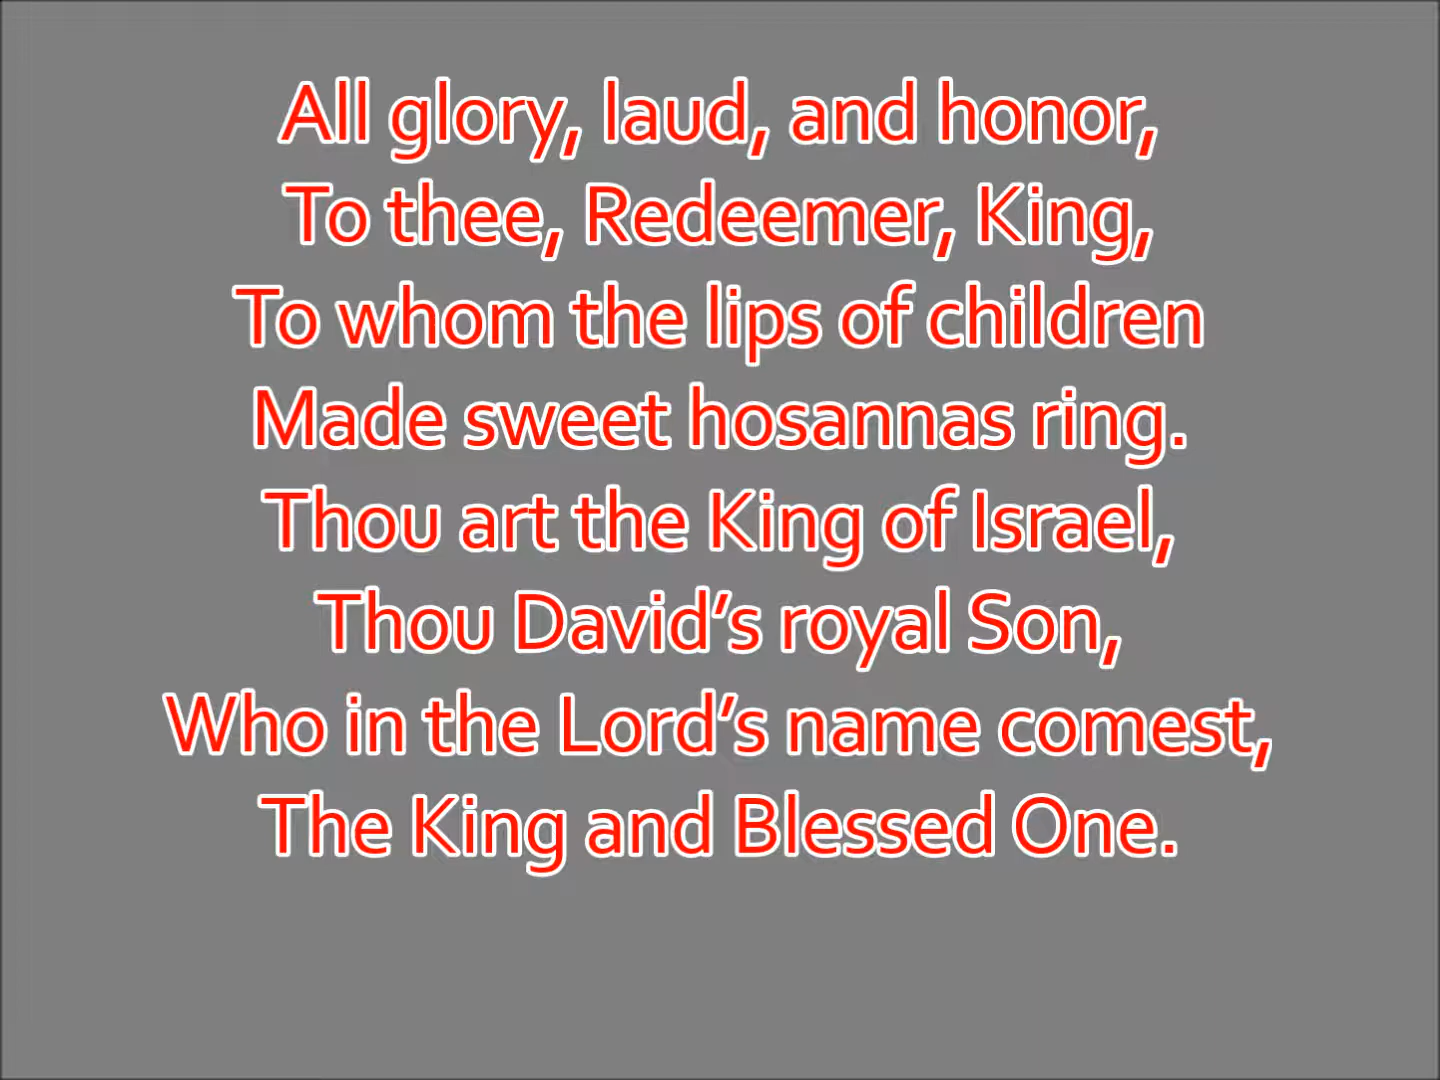 All glory, laud, and honor,
To thee, Redeemer, King,
To whom the lips of children
Made sweet hosannas ring.
Thou art the King of Israel,
Thou David’s royal Son,
Who in the Lord’s name comest,
The King and Blessed One.